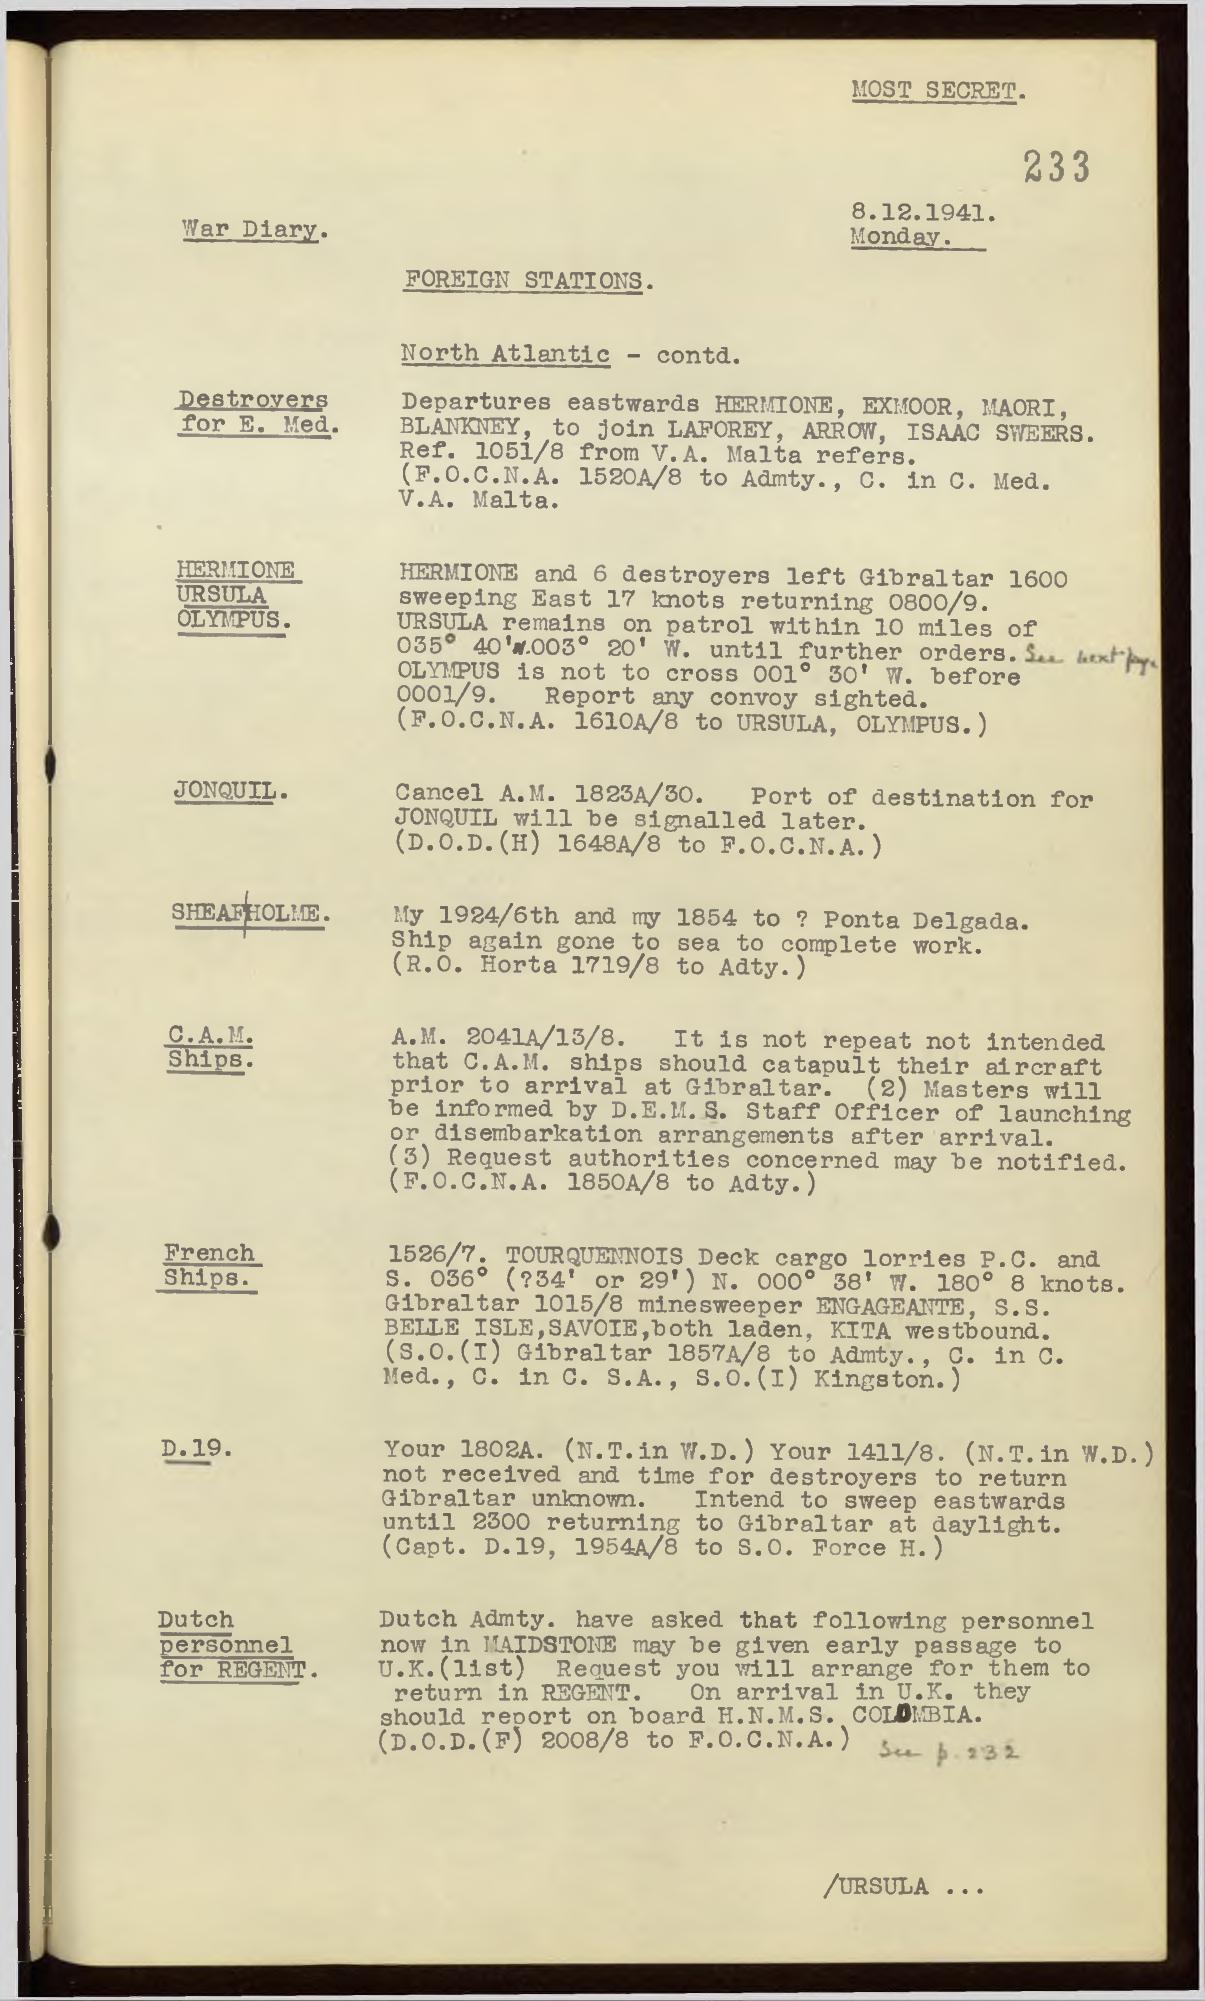 MOST SECRET.
233
8.12.1941.
War Diary.
Monday.
FOREIGN STATIONS.
North Atlantic - contd.
Destroyers
for E. Med.
Departures eastwards HERMIONE, EXMOOR, MAORI,
BLANKNEY, to join LAFOREY, ARROW, ISAAC SWEERS.
Ref. 1051/8 from V.A. Malta refers.
(F.O.C.N.A. 1520A/8 to Admty., C. in C. Med.
V.A. Malta.
HERMIONE
URSULA
OLYMPUS.
HERMIONE and 6 destroyers left Gibraltar 1600
sweeping East 17 knots returning 0800/9.
URSULA remains on patrol within 10 miles of
035° 40'N.003° 20' W. until further orders. See next page
OLYMPUS is not to cross 001° 30' W. before
0001/9. Report any convoy sighted.
(F.O.C.N.A. 1610A/8 to URSULA, OLYMPUS.)
JONQUIL.
Cancel A.M. 1823A/30. Port of destination for
JONQUIL will be signalled later.
(D.O.D.(H) 1648A/8 to F.O.C.N.A.)
SHEAFHOLME.
My 1924/6th and my 1854 to ? Ponta Delgada.
Ship again gone to sea to complete work.
(R.O. Horta 1719/8 to Adty.)
C.A.M.
Ships.
A.M. 2041A/13/8. It is not repeat not intended
that C.A.M. ships should catapult their aircraft
prior to arrival at Gibraltar. (2) Masters will
be informed by D.E.M.S. Staff Officer of launching
or disembarkation arrangements after arrival.
(3) Request authorities concerned may be notified.
(F.O.C.N.A. 1850A/8 to Adty.)
French
Ships.
1526/7. TOURQUENNOIS Deck cargo lorries P.C. and
S. 036° (?34' or 29') N. 000° 38' W. 180° 8 knots.
Gibraltar 1015/8 minesweeper ENGAGEANTE, S.S.
BELLE ISLE,SAVOIE,both laden, KITA westbound.
(S.O.(I) Gibraltar 1857A/8 to Admty., C. in C.
Med., C. in C. S.A., S.O.(I) Kingston.)
D.19.
Your 1802A. (N.T.in W.D.) Your 1411/8. (N.T.in W.D.)
not received and time for destroyers to return
Gibraltar unknown. Intend to sweep eastwards
until 2300 returning to Gibraltar at daylight.
(Capt. D.19, 1954A/8 to S.O. Force H.)
Dutch
personnel
for REGENT.
Dutch Admty. have asked that following personnel
now in MAIDSTONE may be given early passage to
U.K.(list) Request you will arrange for them to
return in REGENT. On arrival in U.K. they
should report on board H.N.M.S. COLOMBIA.
(D.O.D.(F) 2008/8 to F.O.C.N.A.) See p. 232
/URSULA ...